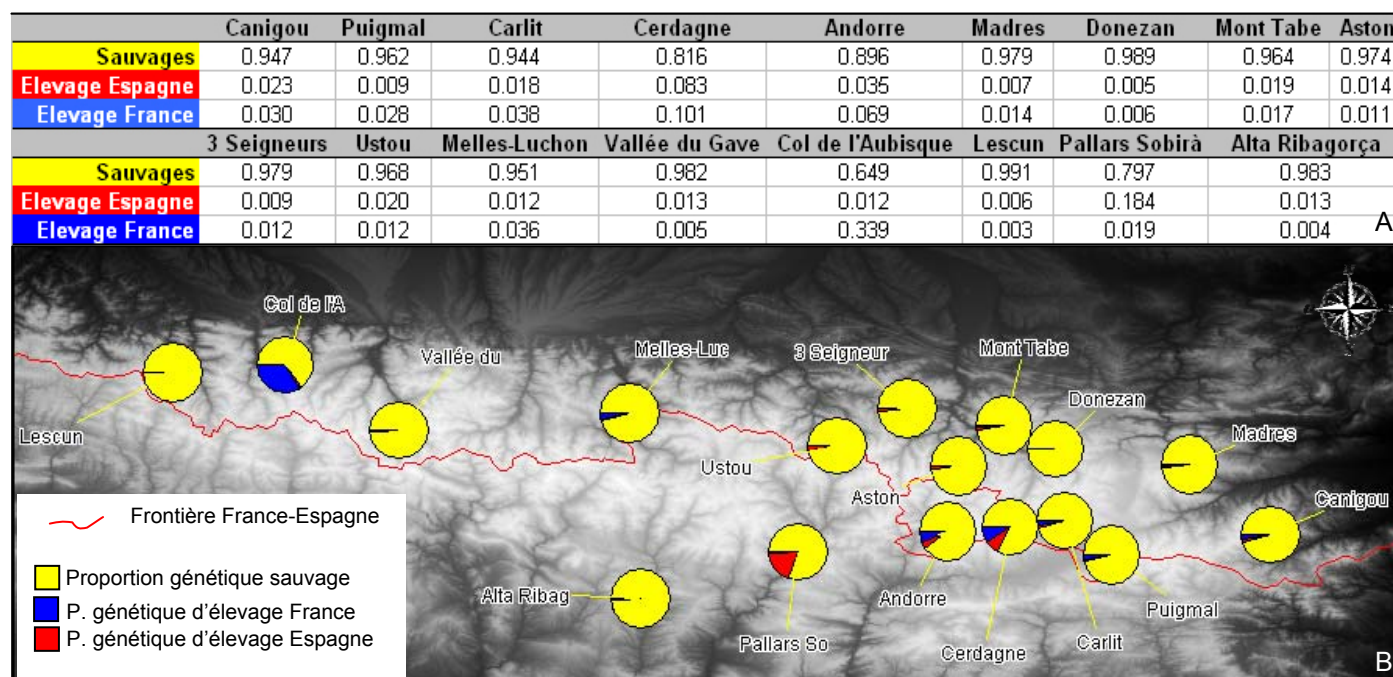 Canigou Puigmal Carlit Cerdagne Andorre Madres Donezan Mont Tabe Aston
Sauvages 0.947 0.962 0.944 0.816 0.896 0.979 0.989 0.964 0.974
Elevage Espagne 0.023 0.009 0.018 0.083 0.035 0.007 0.005 0.019 0.014
Elevage France 0.030 0.028 0.038 0.101 0.069 0.014 0.006 0.017 0.011
3 Seigneurs Ustou Melles-Luchon Vallée du Gave Col de l'Aubisque Lescun Pallars Sobirà Alta Ribagorça
Sauvages 0.979 0.968 0.951 0.982 0.649 0.991 0.797 0.983
Elevage Espagne 0.009 0.020 0.012 0.013 0.012 0.006 0.184 0.013
Elevage France 0.012 0.012 0.036 0.005 0.339 0.003 0.019 0.004
A
Col de l'A
Vallée du
Melles-Luc
3 Seigneur
Mont Tabe
Donezan
Madres
Lescun
Ustou
Aston
Canigou
Alta Ribag
Pallars So
Andorre
Cerdagne
Carlit
Puigmal
Frontière France-Espagne
Proportion génétique sauvage
P. génétique d'élevage France
P. génétique d'élevage Espagne
B